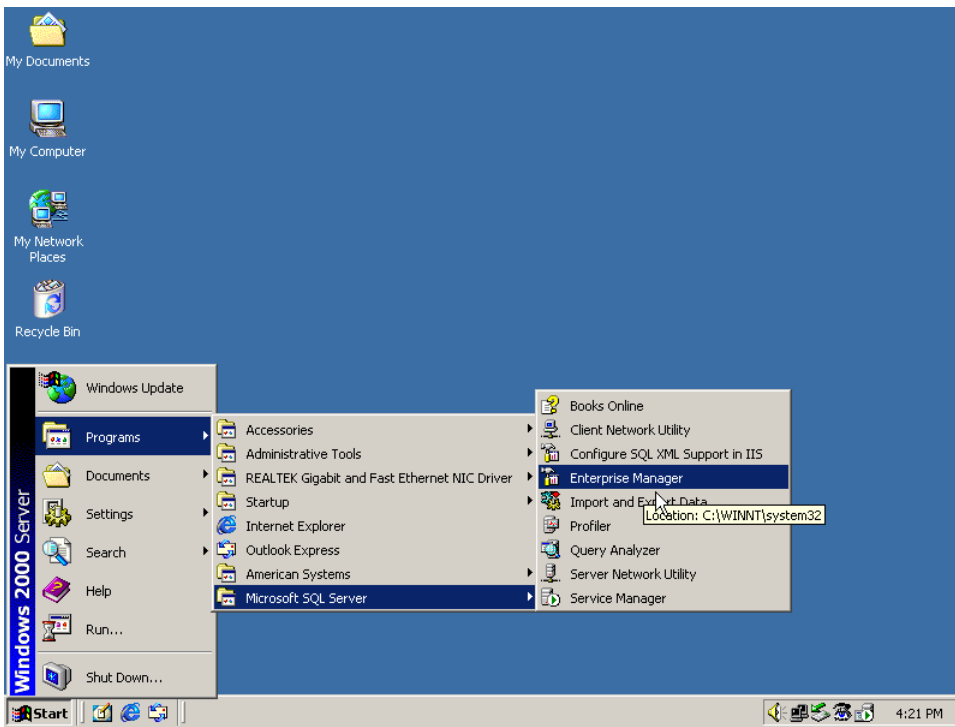 My Documents
My Computer
My Network
Places
Recycle Bin
Windows 2000 Server
Windows Update
Programs
Documents
Settings
Search
Help
Run...
Shut Down...
Accessories
Administrative Tools
REALTEK Gigabit and Fast Ethernet NIC Driver
Startup
Internet Explorer
Outlook Express
American Systems
Microsoft SQL Server
Books Online
Client Network Utility
Configure SQL XML Support in IIS
Enterprise Manager
Import and Export Data
Location: C:\WINNT\system32
Profiler
Query Analyzer
Server Network Utility
Service Manager
Start
4:21 PM